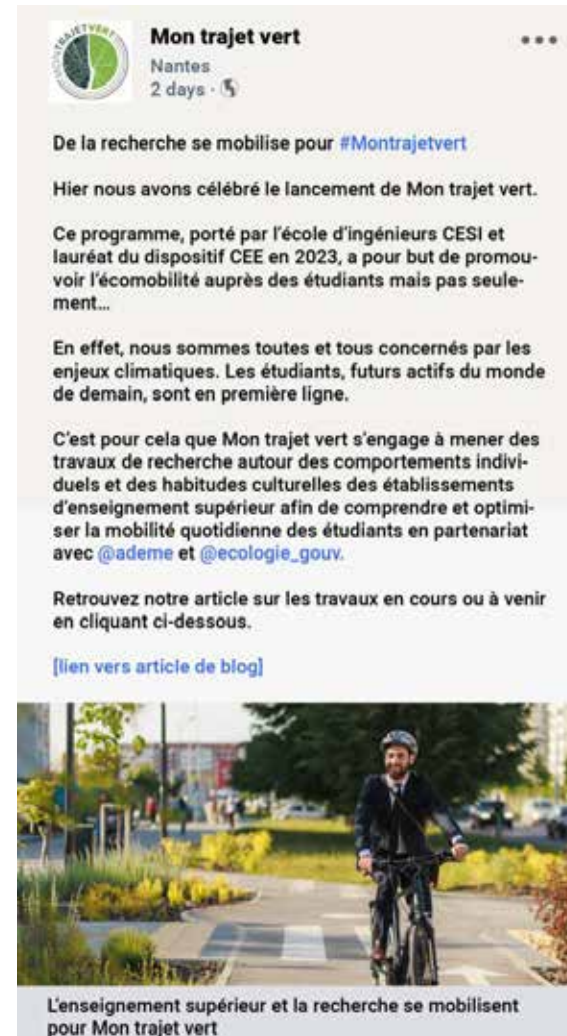 MON TRAJET VERT
Mon trajet vert
Nantes
2 days ·
De la recherche se mobilise pour #Montrajetvert
Hier nous avons célébré le lancement de Mon trajet vert.
Ce programme, porté par l'école d'ingénieurs CESI et
lauréat du dispositif CEE en 2023, a pour but de promou-
voir l'écomobilité auprès des étudiants mais pas seule-
ment...
En effet, nous sommes toutes et tous concernés par les
enjeux climatiques. Les étudiants, futurs actifs du monde
de demain, sont en première ligne.
C'est pour cela que Mon trajet vert s'engage à mener des
travaux de recherche autour des comportements indivi-
duels et des habitudes culturelles des établissements
d'enseignement supérieur afin de comprendre et optimi-
ser la mobilité quotidienne des étudiants en partenariat
avec @ademe et @ecologie_gouv.
Retrouvez notre article sur les travaux en cours ou à venir
en cliquant ci-dessous.
[lien vers article de blog]
L'enseignement supérieur et la recherche se mobilisent
pour Mon trajet vert